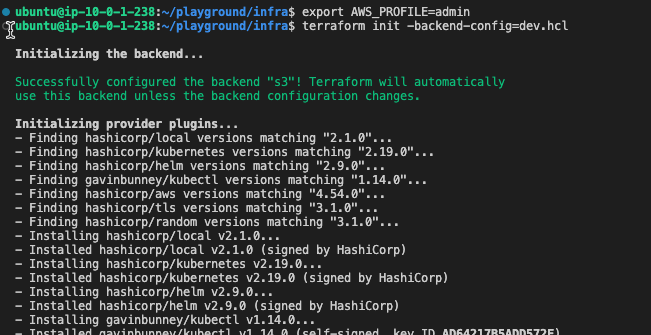 ubuntu@ip-10-0-1-238:~/playground/infra$ export AWS_PROFILE=admin
ubuntu@ip-10-0-1-238:~/playground/infra$ terraform init -backend-config=dev.hcl
Initializing the backend...
Successfully configured the backend "s3"! Terraform will automatically
use this backend unless the backend configuration changes.
Initializing provider plugins...
- Finding hashicorp/local versions matching "2.1.0"...
- Finding hashicorp/kubernetes versions matching "2.19.0"...
- Finding hashicorp/helm versions matching "2.9.0"...
- Finding gavinbunney/kubectl versions matching "1.14.0"...
- Finding hashicorp/aws versions matching "4.54.0"...
- Finding hashicorp/tls versions matching "3.1.0"...
- Finding hashicorp/random versions matching "3.1.0"...
- Installing hashicorp/local v2.1.0...
- Installed hashicorp/local v2.1.0 (signed by HashiCorp)
- Installing hashicorp/kubernetes v2.19.0...
- Installed hashicorp/kubernetes v2.19.0 (signed by HashiCorp)
- Installing hashicorp/helm v2.9.0...
- Installed hashicorp/helm v2.9.0 (signed by HashiCorp)
- Installing gavinbunney/kubectl v1.14.0...
- Installed gavinbunney/kubectl v1.14.0 (self-signed, key ID AD64217B5ADD572F)